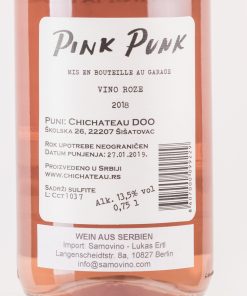 PINK PUNK
MIS EN BOUTEILLE AU GARAGE
VINO ROZE
2018
PUNI: CHICHATEAU DOO
ŠKOLSKA 26, 22207 ŠIŠATOVAC
ROK UPOTREBE NEOGRANIČEN
DATUM PUNJENJA: 27.01.2019.
PROIZVEDENO U SRBIJI
WWW.CHICHATEAU.RS
SADRŽI SULFITE
L: CCT1037
Alk. 13,5% vol
0,75 l
WEIN AUS SERBIEN
Import: Samovino - Lukas Ertl
Langenscheidtstr. 8a, 10827 Berlin
info@samovino.com